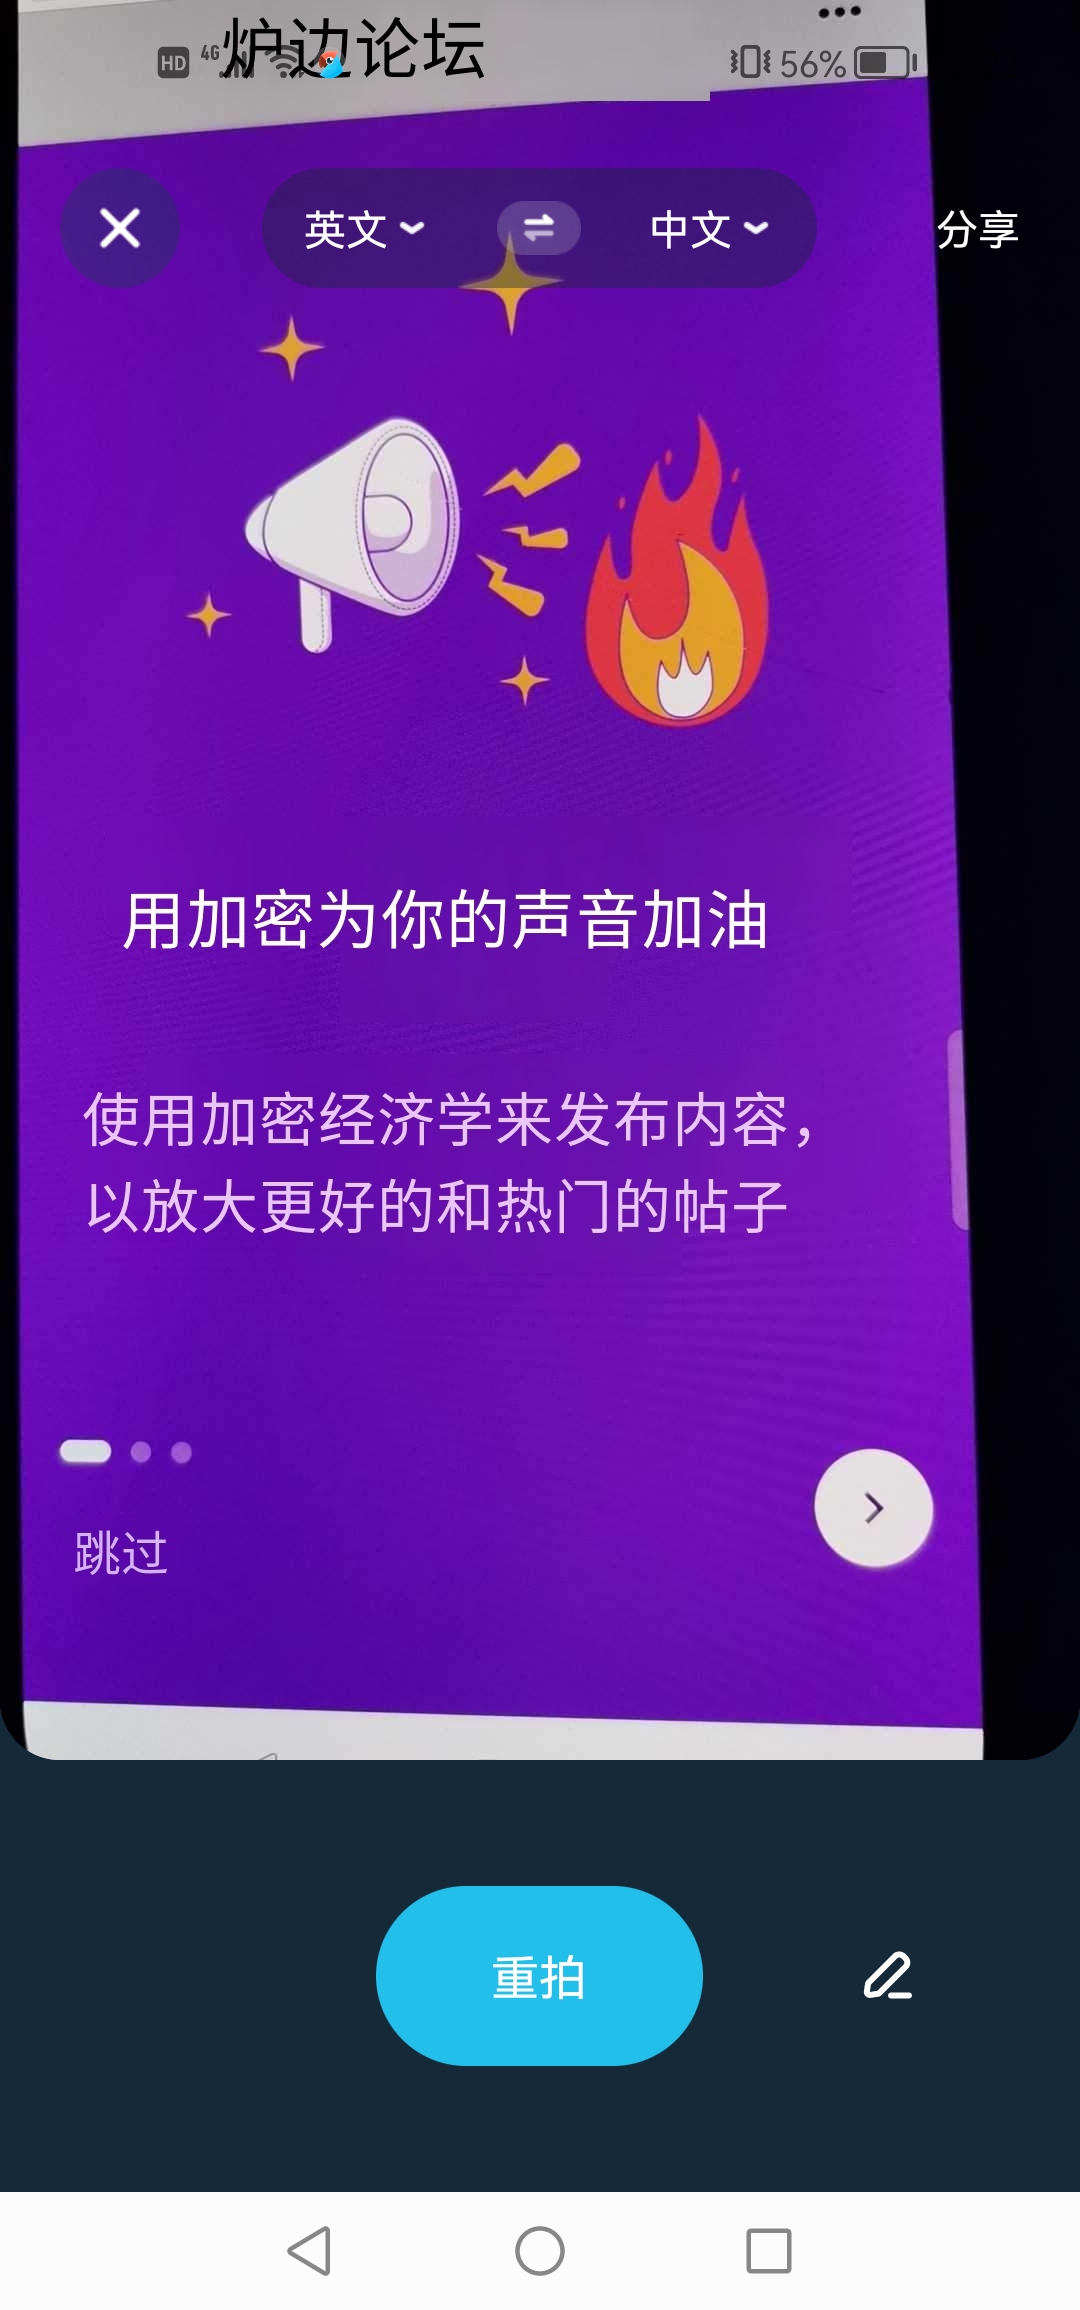 炉边论坛
HD 4G 56%
英文 中文 分享
用加密为你的声音加油
使用加密经济学来发布内容，
以放大更好的和热门的帖子
跳过
重拍